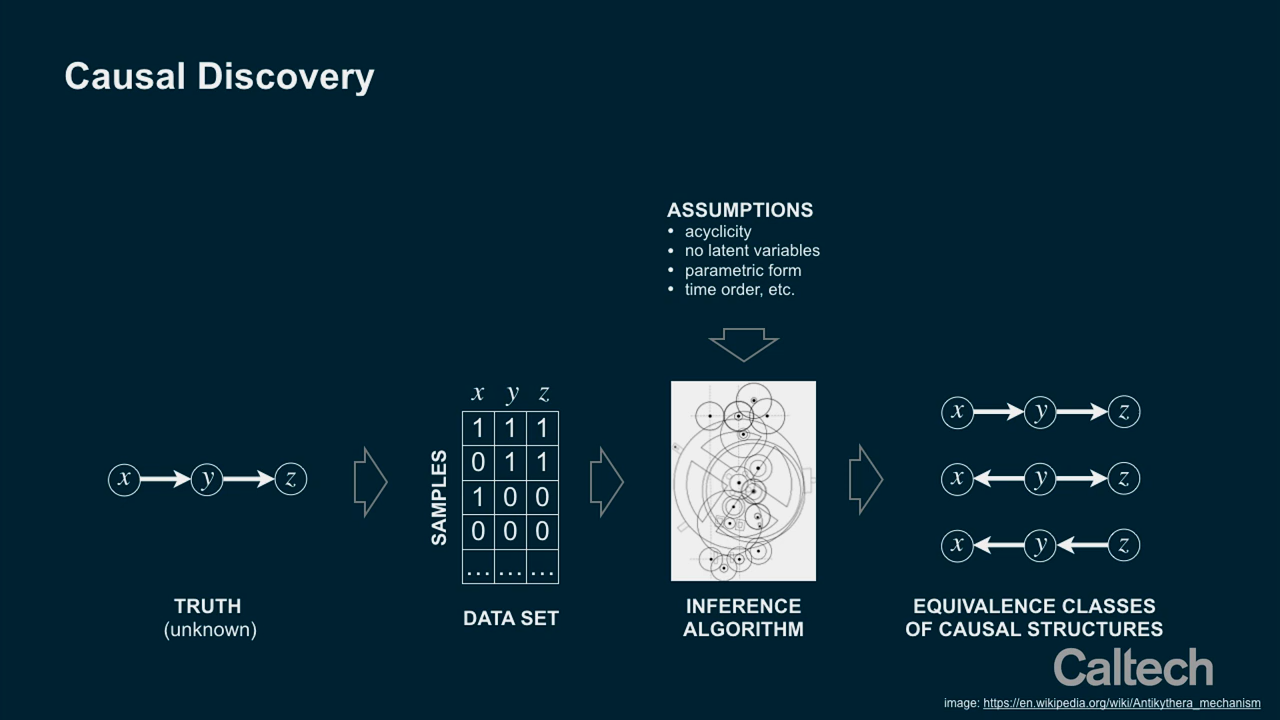 Causal Discovery
ASSUMPTIONS
• acyclicity
• no latent variables
• parametric form
• time order, etc.
x y z
TRUTH
(unknown)
SAMPLES
x y z
1 1 1
0 1 1
1 0 0
0 0 0
... ... ...
DATA SET
INFERENCE
ALGORITHM
x y z
x y z
x y z
EQUIVALENCE CLASSES
OF CAUSAL STRUCTURES
Caltech
image: https://en.wikipedia.org/wiki/Antikythera_mechanism